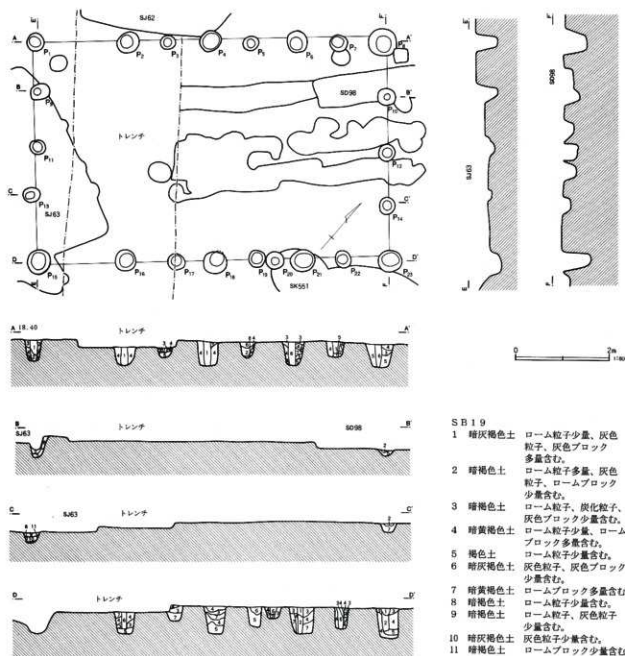 SJ62
A
A'
P1
P2
P3
P4
P5
P6
P7
B
B'
SD98
P10
トレンチ
P11
P12
C
C'
SJ63
P13
P14
D
D'
P15
P16
P17
P18
P19
P20
P21
P22
P23
SK551
SJ63
SD98
A 18.40
トレンチ
A'
B
SJ63
トレンチ
SD98
B'
C
SJ63
トレンチ
C'
D
トレンチ
D'
0
2m
1:80
SB19
1 暗灰褐色土 ローム粒子少量、灰色
粒子、灰色ブロック
多量含む。
2 暗褐色土 ローム粒子多量、灰色
粒子、ロームブロック
少量含む。
3 暗褐色土 ローム粒子、炭化粒子、
灰色ブロック少量含む。
4 暗黄褐色土 ローム粒子少量、ローム
ブロック多量含む。
5 褐色土 ローム粒子少量含む。
6 暗灰褐色土 灰色粒子、灰色ブロック
少量含む。
7 暗黄褐色土 ロームブロック多量含む。
8 暗褐色土 ローム粒子少量含む。
9 暗褐色土 ローム粒子、灰色粒子
少量含む。
10 暗灰褐色土 灰色粒子少量含む。
11 暗褐色土 ロームブロック少量含む